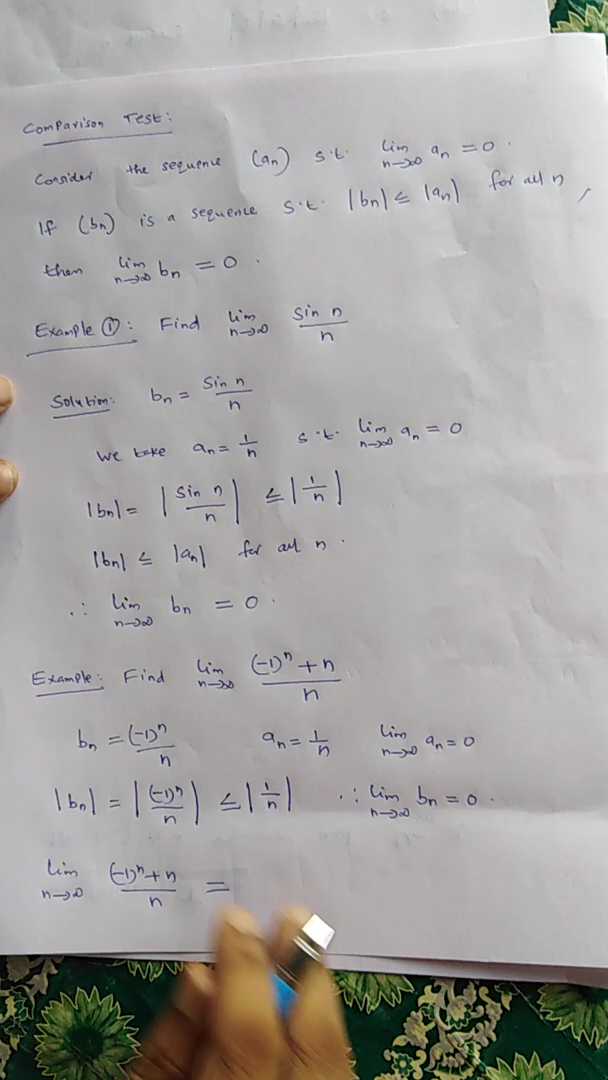 Comparison Test:
Consider the sequence (an) s.t. lim n→∞ an = 0.
If (bn) is a sequence s.t. |bn| ≤ |an| for all n,
then lim n→∞ bn = 0.
Example ①: Find lim n→∞ Sin n / n
Solution: bn = Sin n / n
We take an = 1/n s.t. lim n→∞ an = 0
|bn| = |Sin n / n| ≤ |1/n|
|bn| ≤ |an| for all n.
∴ lim n→∞ bn = 0.
Example: Find lim n→∞ (-1)ⁿ + n / n
bn = (-1)ⁿ / n an = 1/n lim n→∞ an = 0
|bn| = |(-1)ⁿ / n| ≤ |1/n| ∴ lim n→∞ bn = 0.
lim n→∞ (-1)ⁿ + n / n =